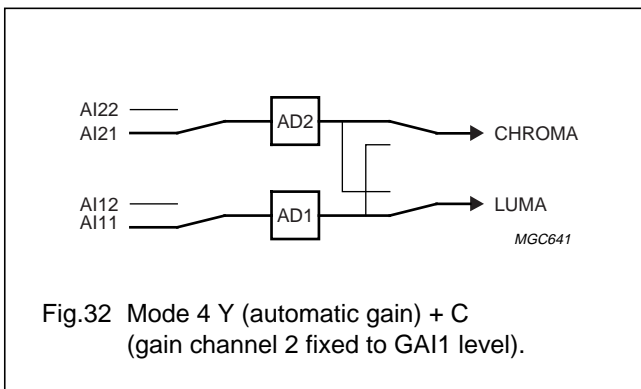 AI22
AI21
AD2
CHROMA
AI12
AI11
AD1
LUMA
MGC641
Fig.32 Mode 4 Y (automatic gain) + C
(gain channel 2 fixed to GAI1 level).